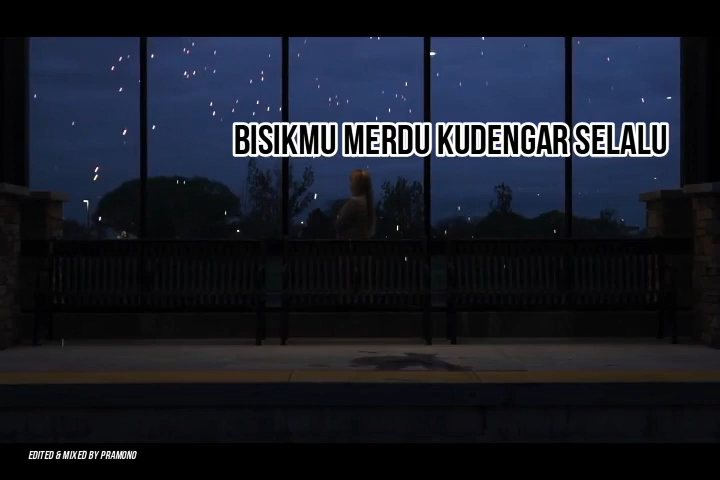 BISIKMU MERDU KUDENGAR SELALU
EDITED & MIXED BY PRAMONO